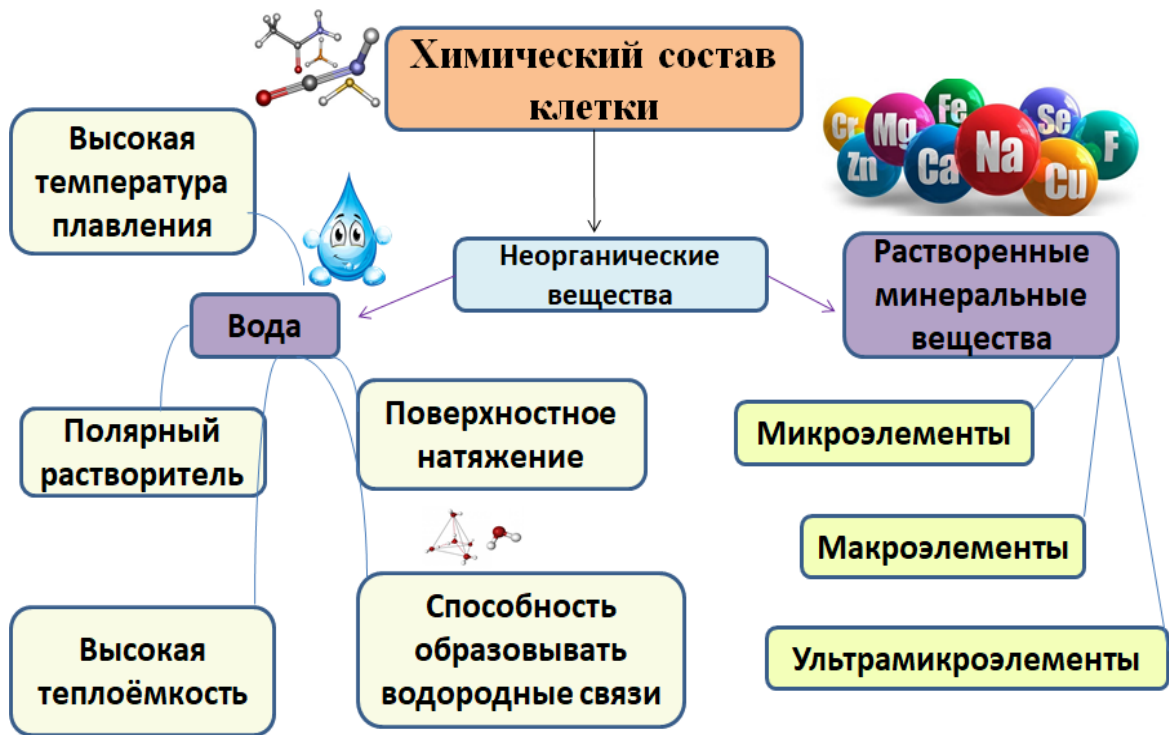 Химический состав
клетки
Высокая
температура
плавления
Cr
Mg
Fe
Se
F
Zn
Ca
Na
Cu
Неорганические
вещества
Растворенные
минеральные
вещества
Вода
Полярный
растворитель
Поверхностное
натяжение
Микроэлементы
Макроэлементы
Высокая
теплоёмкость
Способность
образовывать
водородные связи
Ультрамикроэлементы